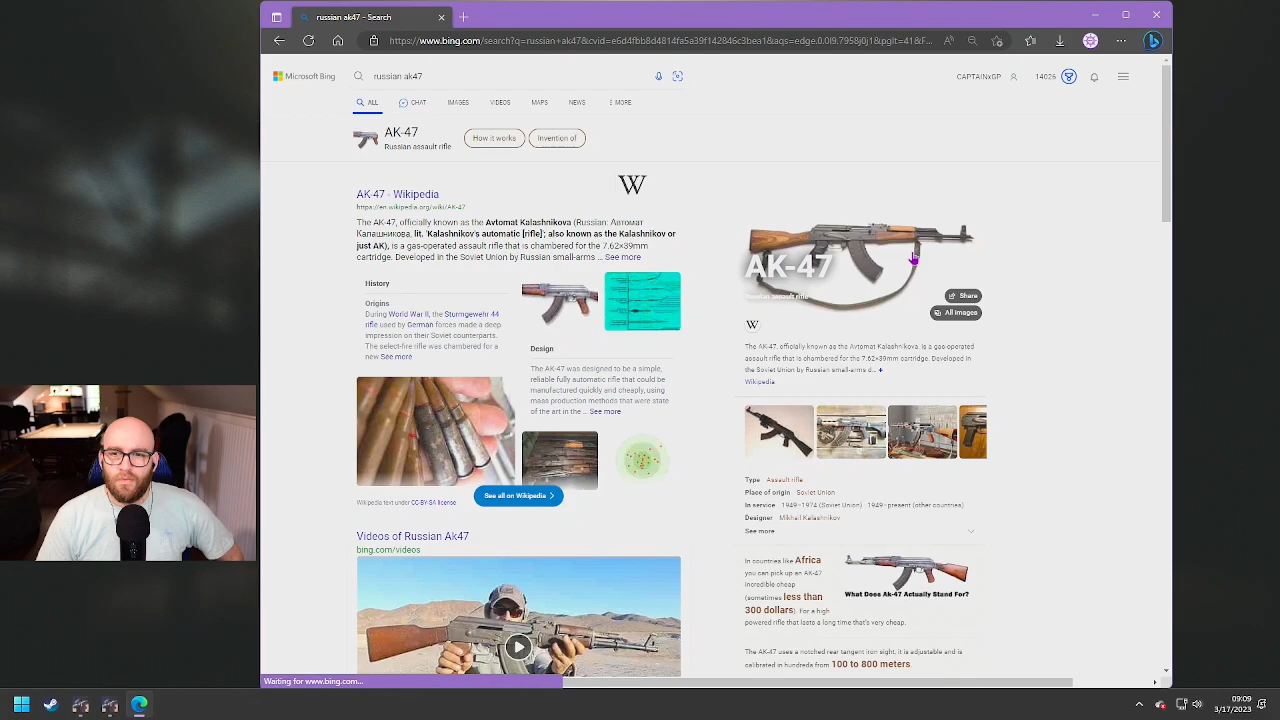 https://www.bing.com/search?q=russian+ak47&cvid=
Microsoft Bing
russian ak47
CAPTAINxGP
14026
ALL
CHAT
IMAGES
VIDEOS
MAPS
NEWS
MORE
AK-47
Russian assault rifle
How it works
Invention of
AK-47 - Wikipedia
https://en.wikipedia.org/wiki/AK-47
The AK-47, officially known as the Avtomat Kalashnikova (Russian: Автомат
Калашникова, lit. 'Kalashnikov's automatic [rifle]'; also known as the Kalashnikov or
just AK), is a gas-operated assault rifle that is chambered for the 7.62×39mm
cartridge. Developed in the Soviet Union by Russian small-arms designer... See more
History
Origins
During World War II, the Sturmgewehr 44
rifle used by German forces made a deep
impression on their Soviet counterparts.
The select-fire rifle was chambered for a
new See more
Design
The AK-47 was designed to be a simple,
reliable fully automatic rifle that could be
manufactured quickly and cheaply, using
mass production methods that were state
of the art in the ... See more
Wikipedia text under CC-BY-SA license
See all on Wikipedia
Videos of Russian Ak47
bing.com/videos
W
AK-47
Russian assault rifle
Share
All images
W
The AK-47, officially known as the Avtomat Kalashnikova, is a gas-operated
assault rifle that is chambered for the 7.62×39mm cartridge. Developed in
the Soviet Union by Russian small-arms d... +
Wikipedia
Type Assault rifle
Place of origin Soviet Union
In service 1949–1974 (Soviet Union) 1949–present (other countries)
Designer Mikhail Kalashnikov
See more
In countries like Africa
you can pick up an AK-47
incredible cheap
(sometimes less than
300 dollars). For a high
powered rifle that lasts a long time that's very cheap.
What Does Ak-47 Actually Stand For?
The AK-47 uses a notched rear tangent iron sight, it is adjustable and is
calibrated in hundreds from 100 to 800 meters
Waiting for www.bing.com...
09:09
3/17/2023